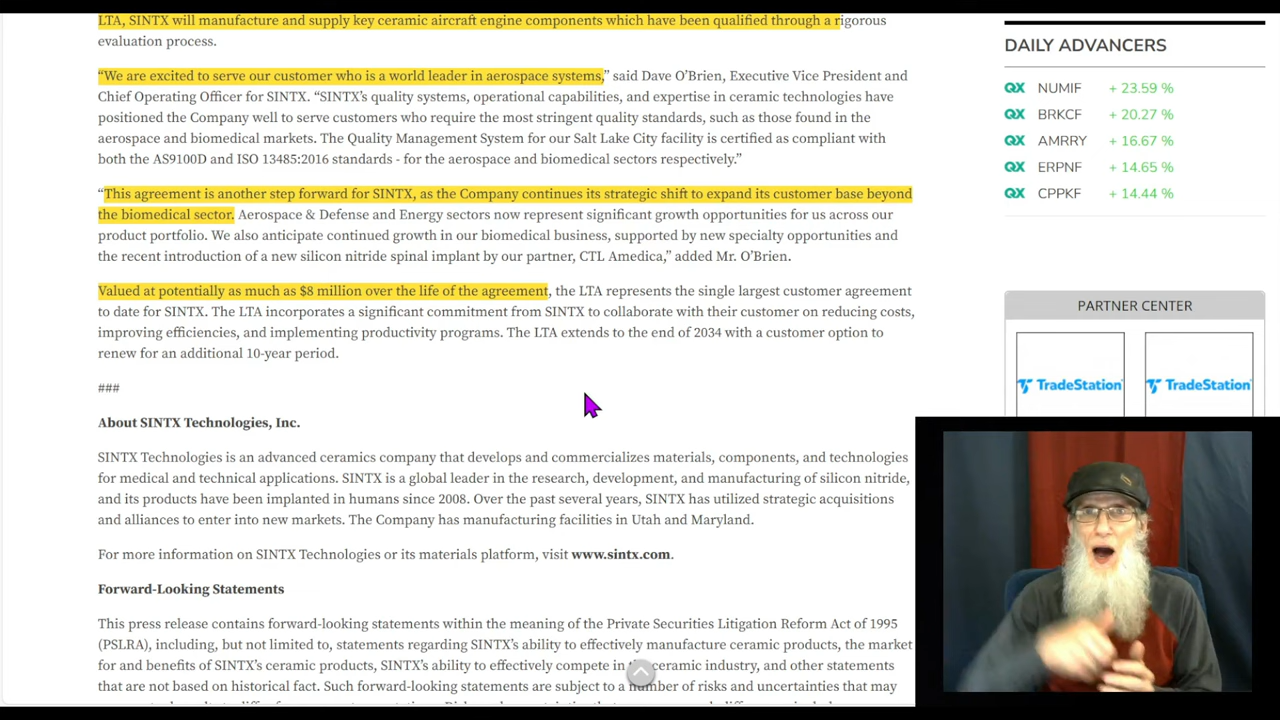 LTA, SINTX will manufacture and supply key ceramic aircraft engine components which have been qualified through a rigorous
evaluation process.
“We are excited to serve our customer who is a world leader in aerospace systems,” said Dave O’Brien, Executive Vice President and
Chief Operating Officer for SINTX. “SINTX’s quality systems, operational capabilities, and expertise in ceramic technologies have
positioned the Company well to serve customers who require the most stringent quality standards, such as those found in the
aerospace and biomedical markets. The Quality Management System for our Salt Lake City facility is certified as compliant with
both the AS9100D and ISO 13485:2016 standards - for the aerospace and biomedical sectors respectively.”
“This agreement is another step forward for SINTX, as the Company continues its strategic shift to expand its customer base beyond
the biomedical sector. Aerospace & Defense and Energy sectors now represent significant growth opportunities for us across our
product portfolio. We also anticipate continued growth in our biomedical business, supported by new specialty opportunities and
the recent introduction of a new silicon nitride spinal implant by our partner, CTL Amedica,” added Mr. O’Brien.
Valued at potentially as much as $8 million over the life of the agreement, the LTA represents the single largest customer agreement
to date for SINTX. The LTA incorporates a significant commitment from SINTX to collaborate with their customer on reducing costs,
improving efficiencies, and implementing productivity programs. The LTA extends to the end of 2034 with a customer option to
renew for an additional 10-year period.
###
About SINTX Technologies, Inc.
SINTX Technologies is an advanced ceramics company that develops and commercializes materials, components, and technologies
for medical and technical applications. SINTX is a global leader in the research, development, and manufacturing of silicon nitride,
and its products have been implanted in humans since 2008. Over the past several years, SINTX has utilized strategic acquisitions
and alliances to enter into new markets. The Company has manufacturing facilities in Utah and Maryland.
For more information on SINTX Technologies or its materials platform, visit www.sintx.com.
Forward-Looking Statements
This press release contains forward-looking statements within the meaning of the Private Securities Litigation Reform Act of 1995
(PSLRA), including, but not limited to, statements regarding SINTX’s ability to effectively manufacture ceramic products, the market
for and benefits of SINTX’s ceramic products, SINTX’s ability to effectively compete in ceramic industry, and other statements
that are not based on historical fact. Such forward-looking statements are subject to a number of risks and uncertainties that may
DAILY ADVANCERS
QX NUMIF + 23.59 %
QX BRKCF + 20.27 %
QX AMRRY + 16.67 %
QX ERPNF + 14.65 %
QX CPPKF + 14.44 %
PARTNER CENTER
TradeStation TradeStation